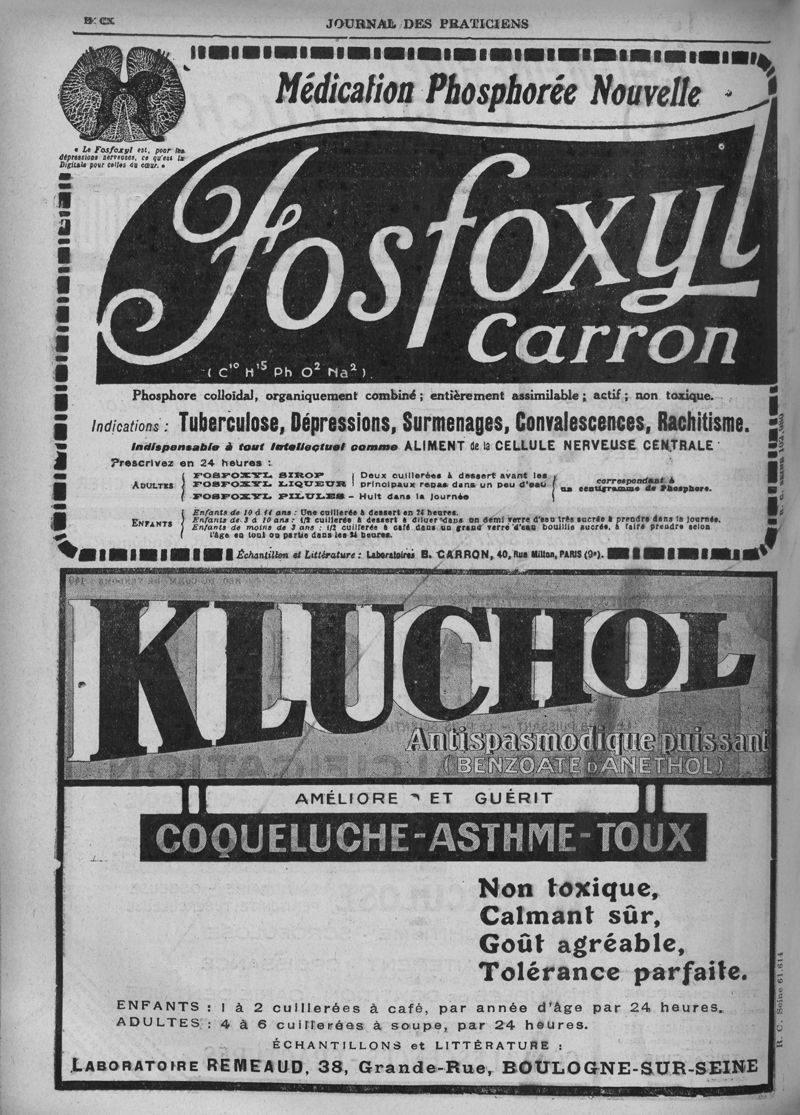 JOURNAL DES PRATICIENS
Médication Phosphorée Nouvelle
« Le Fosfoxyl est, pour les
dépressions nerveuses, ce qu'est la
Digitale pour celles du cœur. »
Fosfoxyl
Carron
( C¹⁰ H¹⁵ Ph O² Na² ).
Phosphore colloïdal, organiquement combiné ; entièrement assimilable ; actif ; non toxique.
Indications : Tuberculose, Dépressions, Surmenages, Convalescences, Rachitisme.
Indispensable à tout Intellectuel comme ALIMENT de la CELLULE NERVEUSE CENTRALE
Prescrivez en 24 heures :
ADULTES { FOSFOXYL SIROP | Deux cuillerées à dessert avant les
FOSFOXYL LIQUEUR | principaux repas dans un peu d'eau
FOSFOXYL PILULES – Huit dans la journée
correspondant à
un centigramme de Phosphore.
ENFANTS { Enfants de 10 à 14 ans : Une cuillerée à dessert en 24 heures.
Enfants de 3 à 10 ans : 1/2 cuillerée à dessert à diluer dans un demi verre d'eau très sucrée à prendre dans la journée.
Enfants de moins de 3 ans : 1/2 cuillerée à café dans un grand verre d'eau bouillie sucrée, à faire prendre selon
l'âge en tout ou partie dans les 24 heures.
Échantillon et Littérature : Laboratoires B. CARRON, 40, Rue Milton, PARIS (9e).
KLUCHOL
Antispasmodique puissant
(BENZOATE D'ANETHOL)
AMÉLIORE ET GUÉRIT
COQUELUCHE-ASTHME-TOUX
Non toxique,
Calmant sûr,
Goût agréable,
Tolérance parfaite.
ENFANTS : 1 à 2 cuillerées à café, par année d'âge par 24 heures.
ADULTES : 4 à 6 cuillerées à soupe, par 24 heures.
ÉCHANTILLONS et LITTÉRATURE :
LABORATOIRE REMEAUD, 38, Grande-Rue, BOULOGNE-SUR-SEINE
R. C. Seine 61.614